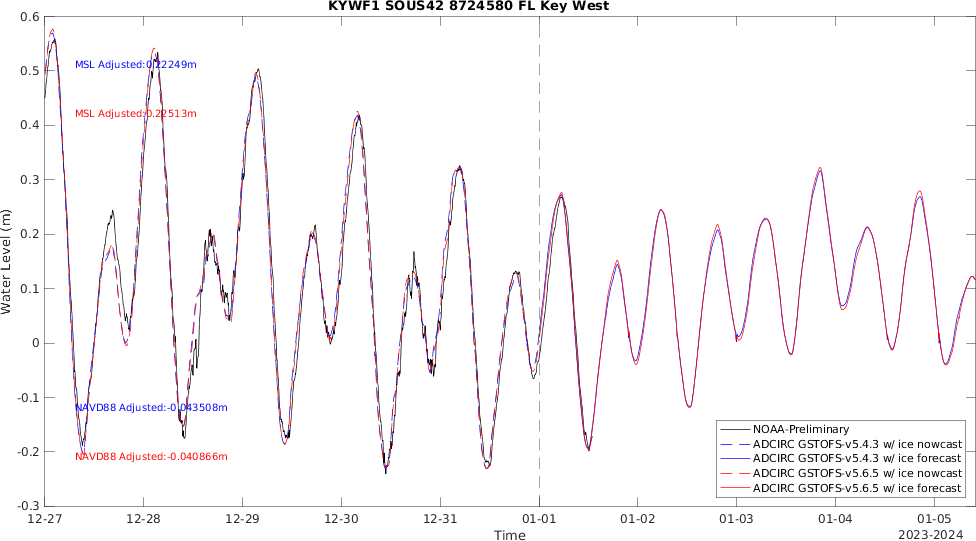 KYWF1 SOUS42 8724580 FL Key West
0.6
0.5
0.4
0.3
0.2
0.1
0
-0.1
-0.2
-0.3
Water Level (m)
MSL Adjusted:0.22249m
MSL Adjusted:0.22513m
NAVD88 Adjusted:-0.043508m
NAVD88 Adjusted:-0.040866m
NOAA-Preliminary
ADCIRC GSTOFS-v5.4.3 w/ ice nowcast
ADCIRC GSTOFS-v5.4.3 w/ ice forecast
ADCIRC GSTOFS-v5.6.5 w/ ice nowcast
ADCIRC GSTOFS-v5.6.5 w/ ice forecast
12-27 12-28 12-29 12-30 12-31 01-01 01-02 01-03 01-04 01-05
Time
2023-2024